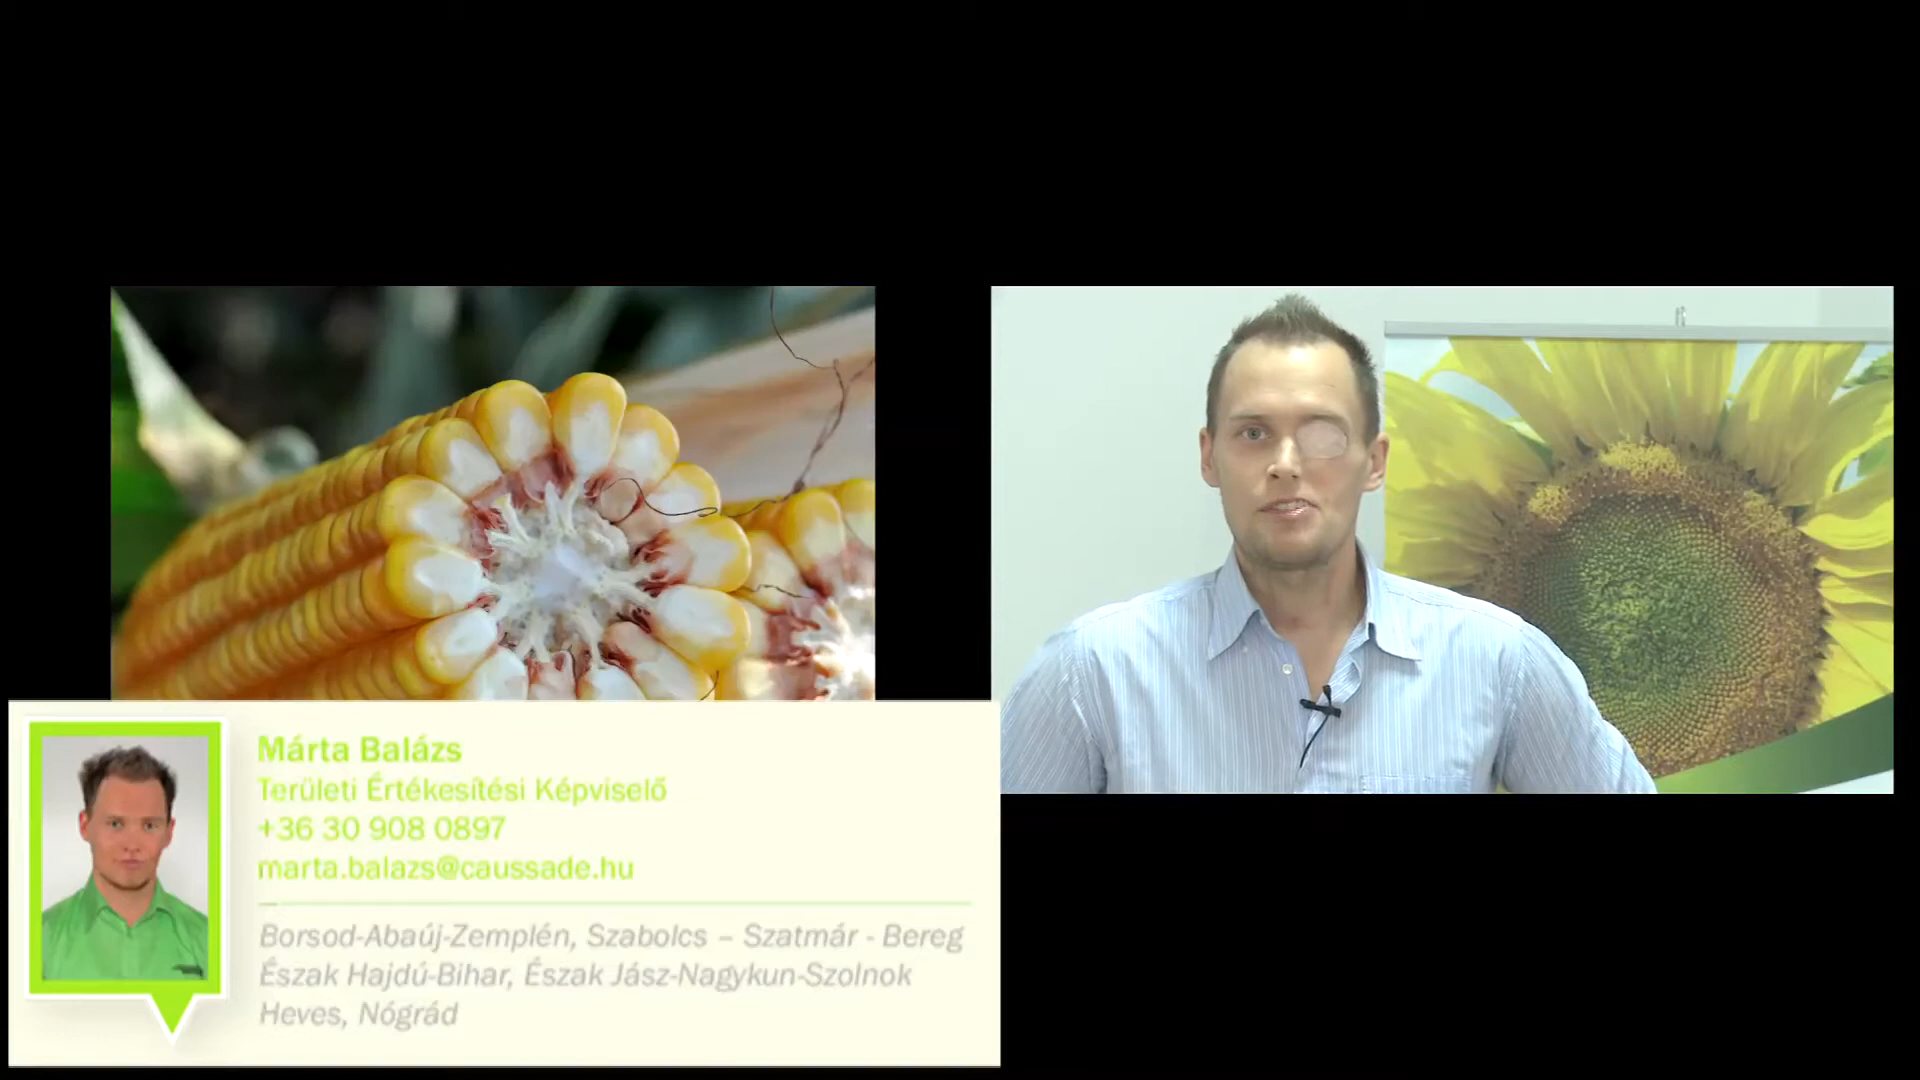 Márta Balázs
Területi Értékesítési Képviselő
+36 30 908 0897
marta.balazs@caussade.hu
Borsod-Abaúj-Zemplén, Szabolcs – Szatmár - Bereg
Észak Hajdú-Bihar, Észak Jász-Nagykun-Szolnok
Heves, Nógrád